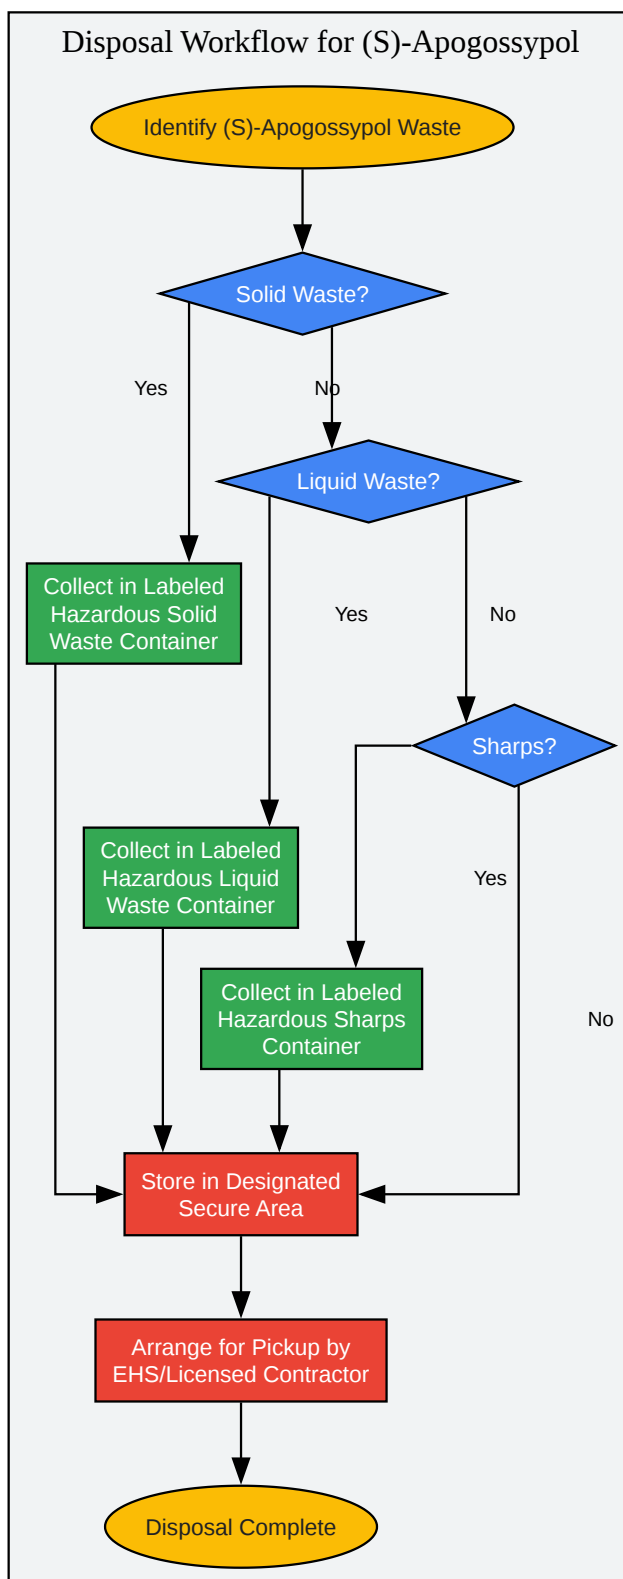 Disposal Workflow for (S)-Apogossypol
Identify (S)-Apogossypol Waste
Solid Waste?
Yes
No
Liquid Waste?
Collect in Labeled
Hazardous Solid
Waste Container
Yes
No
Sharps?
Collect in Labeled
Hazardous Liquid
Waste Container
Yes
Collect in Labeled
Hazardous Sharps
Container
No
Store in Designated
Secure Area
Arrange for Pickup by
EHS/Licensed Contractor
Disposal Complete